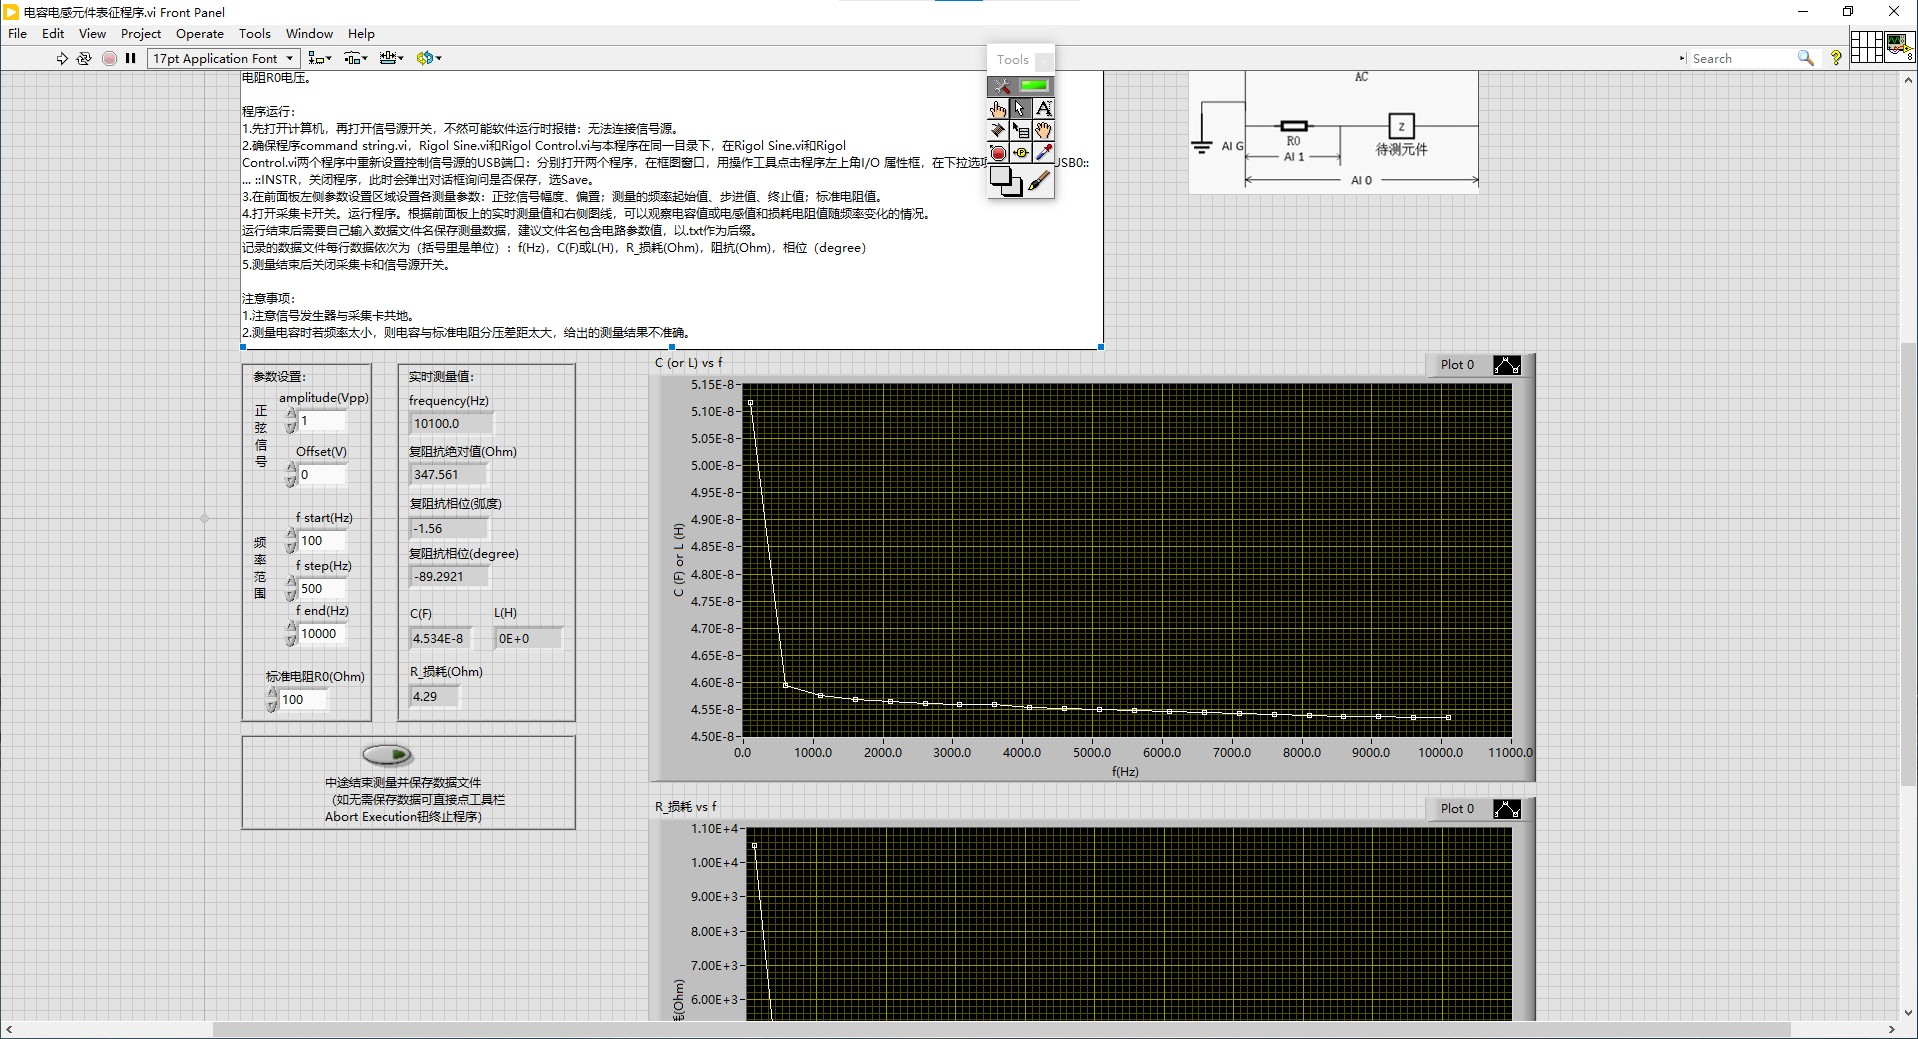 电容电感元件表征程序.vi Front Panel
File Edit View Project Operate Tools Window Help
17pt Application Font
Search
Tools
电阻R0电压。
程序运行：
1.先打开计算机，再打开信号源开关，不然可能软件运行时报错：无法连接信号源。
2.确保程序command string.vi，Rigol Sine.vi和Rigol Control.vi与本程序在同一目录下，在Rigol Sine.vi和Rigol
Control.vi两个程序中重新设置控制信号源的USB端口：分别打开两个程序，在框图窗口，用操作工具点击程序左上角I/O 属性框，在下拉选项 USB0::
... ::INSTR，关闭程序，此时会弹出对话框询问是否保存，选Save。
3.在前面板左侧参数设置区域设置各测量参数：正弦信号幅度、偏置；测量的频率起始值、步进值、终止值；标准电阻值。
4.打开采集卡开关。运行程序。根据前面板上的实时测量值和右侧图线，可以观察电容值或电感值和损耗电阻值随频率变化的情况。
运行结束后需要自己输入数据文件名保存测量数据，建议文件名包含电路参数值，以.txt作为后缀。
记录的数据文件每行数据依次为（括号里是单位）：f(Hz)，C(F)或L(H)，R_损耗(Ohm)，阻抗(Ohm)，相位（degree）
5.测量结束后关闭采集卡和信号源开关。
注意事项：
1.注意信号发生器与采集卡共地。
2.测量电容时若频率太小，则电容与标准电阻分压差距太大，给出的测量结果不准确。
AC
AI G
R0
Z
待测元件
AI 1
AI 0
参数设置：
正弦信号
amplitude(Vpp)
1
Offset(V)
0
频率范围
f start(Hz)
100
f step(Hz)
500
f end(Hz)
10000
标准电阻R0(Ohm)
100
实时测量值：
frequency(Hz)
10100.0
复阻抗绝对值(Ohm)
347.561
复阻抗相位(弧度)
-1.56
复阻抗相位(degree)
-89.2921
C(F) L(H)
4.534E-8 0E+0
R_损耗(Ohm)
4.29
中途结束测量并保存数据文件
（如无需保存数据可直接点工具栏
Abort Execution钮终止程序）
C (or L) vs f
Plot 0
5.15E-8
5.10E-8
5.05E-8
5.00E-8
4.95E-8
4.90E-8
4.85E-8
4.80E-8
4.75E-8
4.70E-8
4.65E-8
4.60E-8
4.55E-8
4.50E-8
C (F) or L (H)
0.0 1000.0 2000.0 3000.0 4000.0 5000.0 6000.0 7000.0 8000.0 9000.0 10000.0 11000.0
f(Hz)
R_损耗 vs f
Plot 0
1.10E+4
1.00E+4
9.00E+3
8.00E+3
7.00E+3
6.00E+3
(Ohm)